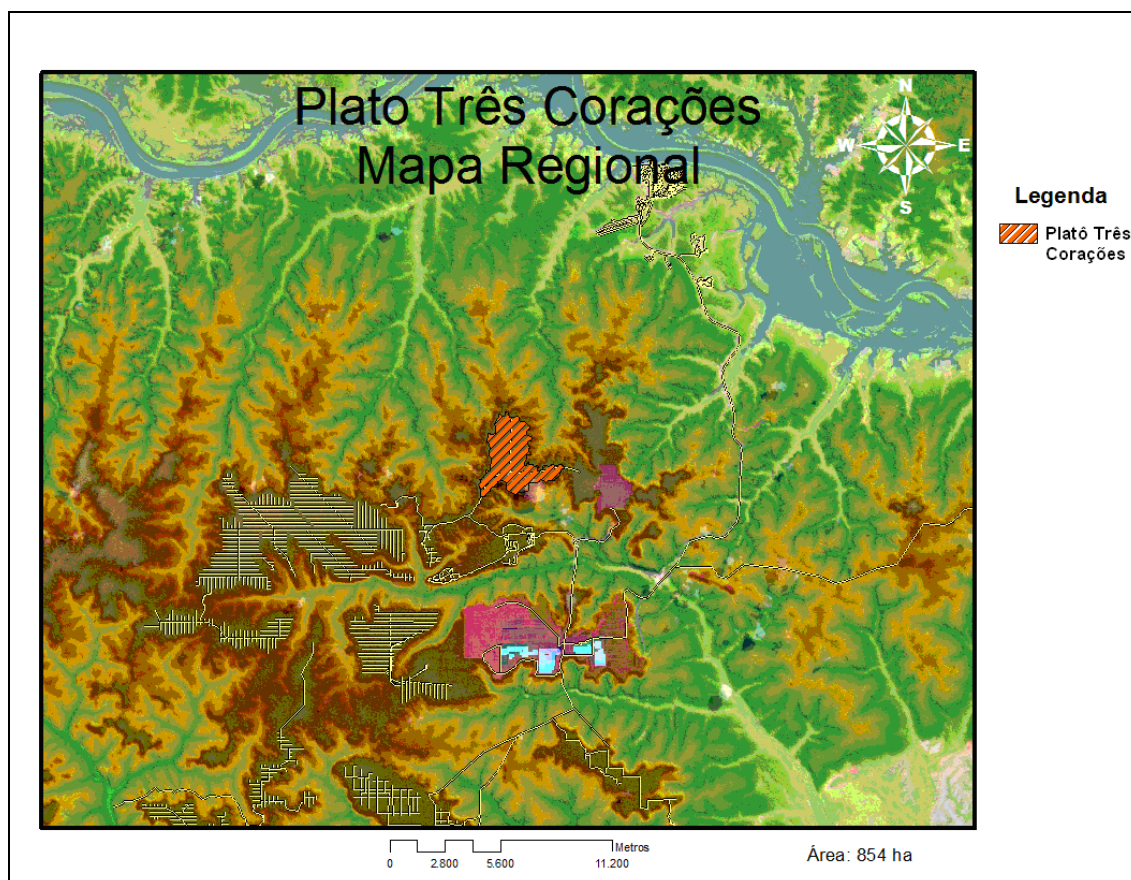 Plato Três Corações
Mapa Regional
N
W
E
S
Legenda
Platô Três
Corações
Metros
0
2.800
5.600
11.200
Área: 854 ha